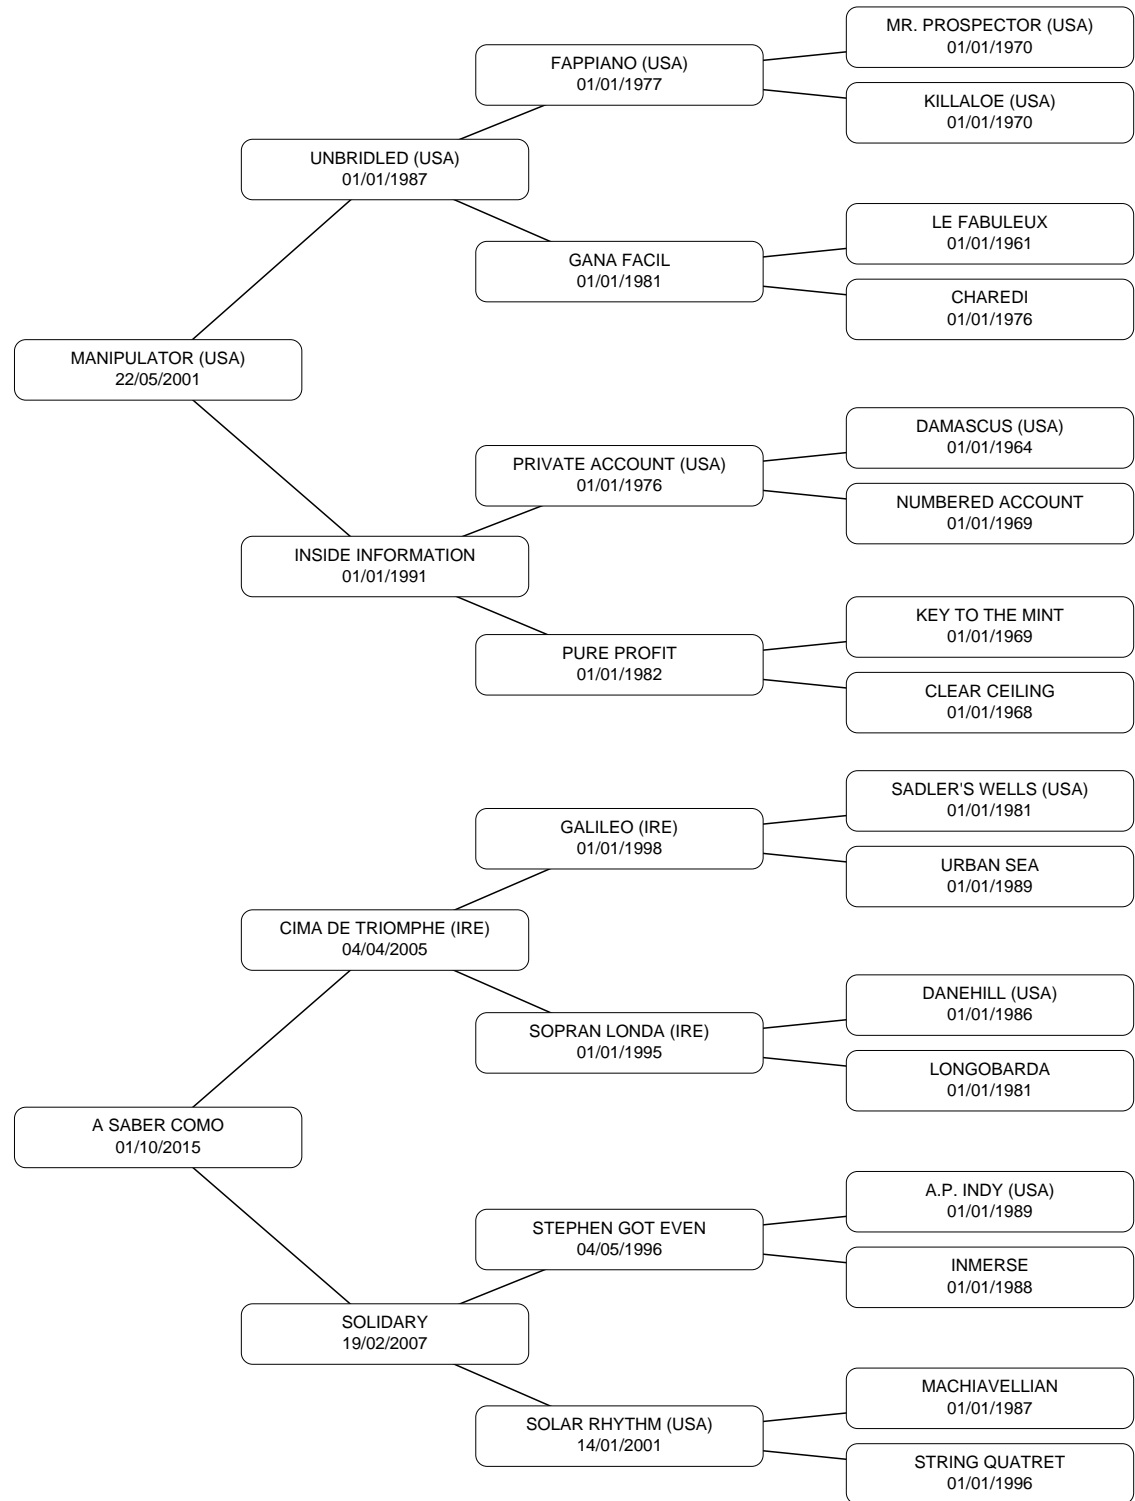 MR. PROSPECTOR (USA)
01/01/1970
FAPPIANO (USA)
01/01/1977
KILLALOE (USA)
01/01/1970
UNBRIDLED (USA)
01/01/1987
LE FABULEUX
01/01/1961
GANA FACIL
01/01/1981
CHAREDI
01/01/1976
MANIPULATOR (USA)
22/05/2001
DAMASCUS (USA)
01/01/1964
PRIVATE ACCOUNT (USA)
01/01/1976
NUMBERED ACCOUNT
01/01/1969
INSIDE INFORMATION
01/01/1991
KEY TO THE MINT
01/01/1969
PURE PROFIT
01/01/1982
CLEAR CEILING
01/01/1968
SADLER'S WELLS (USA)
01/01/1981
GALILEO (IRE)
01/01/1998
URBAN SEA
01/01/1989
CIMA DE TRIOMPHE (IRE)
04/04/2005
DANEHILL (USA)
01/01/1986
SOPRAN LONDA (IRE)
01/01/1995
LONGOBARDA
01/01/1981
A SABER COMO
01/10/2015
A.P. INDY (USA)
01/01/1989
STEPHEN GOT EVEN
04/05/1996
INMERSE
01/01/1988
SOLIDARY
19/02/2007
MACHIAVELLIAN
01/01/1987
SOLAR RHYTHM (USA)
14/01/2001
STRING QUATRET
01/01/1996